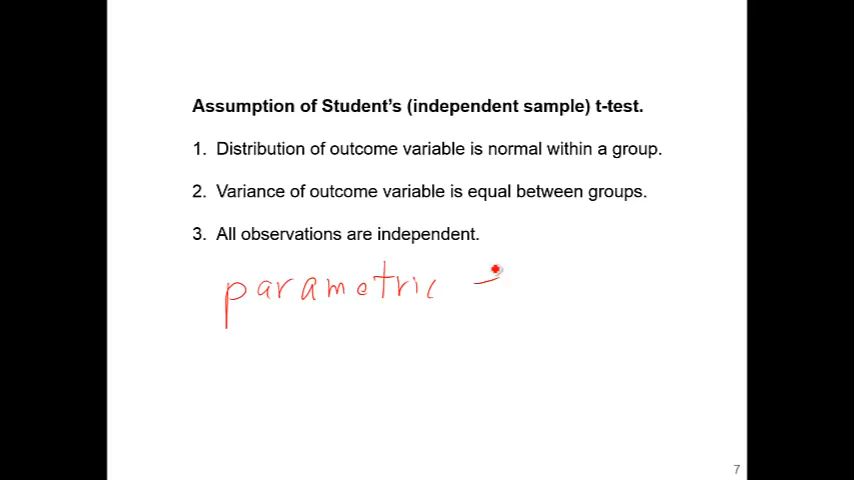 Assumption of Student's (independent sample) t-test.
1. Distribution of outcome variable is normal within a group.
2. Variance of outcome variable is equal between groups.
3. All observations are independent.
parametric
7